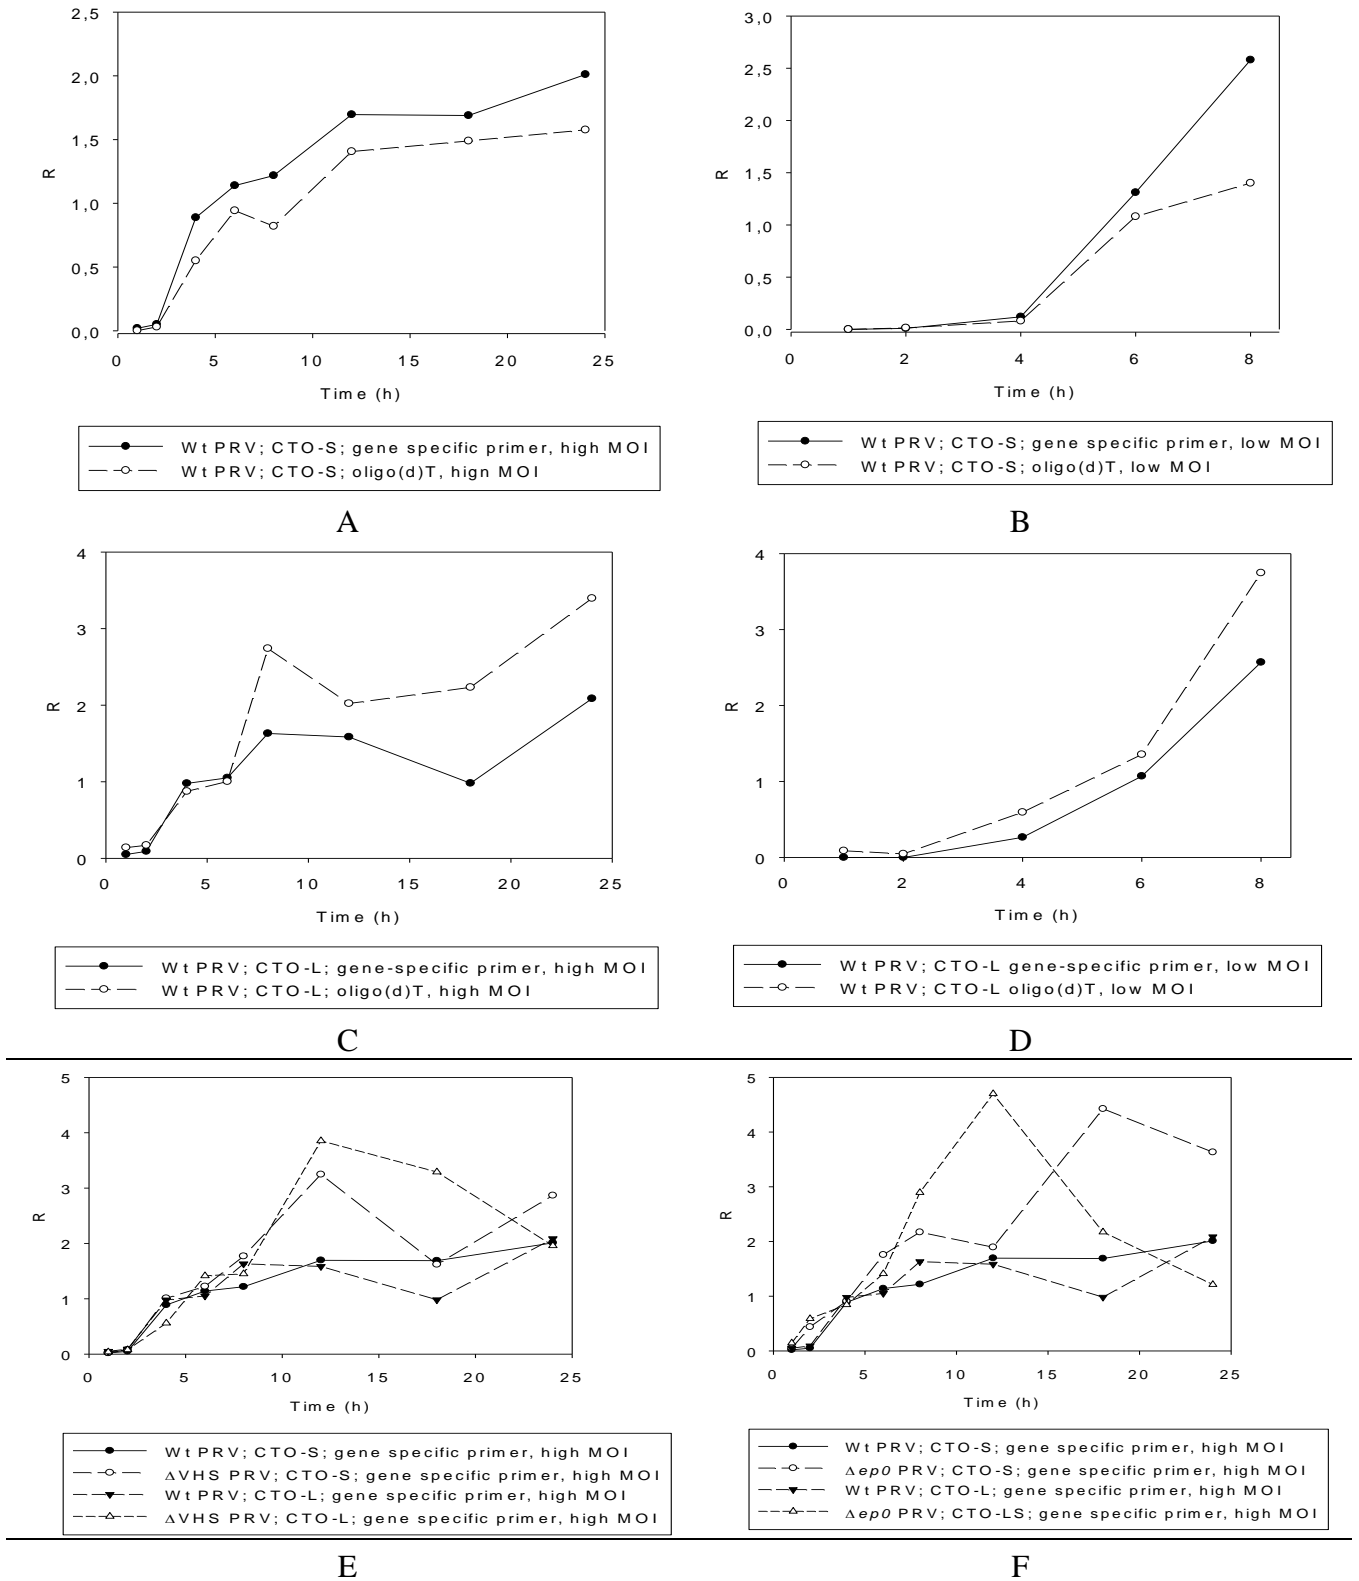 2,5
2,0
1,5
1,0
0,5
0,0
R
0 5 10 15 20 25
Time (h)
Wt PRV; CTO-S; gene specific primer, high MOI
Wt PRV; CTO-S; oligo(d)T, hign MOI
A
3,0
2,5
2,0
1,5
1,0
0,5
0,0
R
0 2 4 6 8
Time (h)
Wt PRV; CTO-S; gene specific primer, low MOI
Wt PRV; CTO-S; oligo(d)T, low MOI
B
4
3
2
1
0
R
0 5 10 15 20 25
Time (h)
Wt PRV; CTO-L; gene-specific primer, high MOI
Wt PRV; CTO-L; oligo(d)T, high MOI
C
4
3
2
1
0
R
0 2 4 6 8
Time (h)
Wt PRV; CTO-L gene-specific primer, low MOI
Wt PRV; CTO-L oligo(d)T, low MOI
D
5
4
3
2
1
0
R
0 5 10 15 20 25
Time (h)
Wt PRV; CTO-S; gene specific primer, high MOI
ΔVHS PRV; CTO-S; gene specific primer, high MOI
Wt PRV; CTO-L; gene specific primer, high MOI
ΔVHS PRV; CTO-L; gene specific primer, high MOI
E
5
4
3
2
1
0
R
0 5 10 15 20 25
Time (h)
Wt PRV; CTO-S; gene specific primer, high MOI
Δep0 PRV; CTO-S; gene specific primer, high MOI
Wt PRV; CTO-L; gene specific primer, high MOI
Δep0 PRV; CTO-LS; gene specific primer, high MOI
F